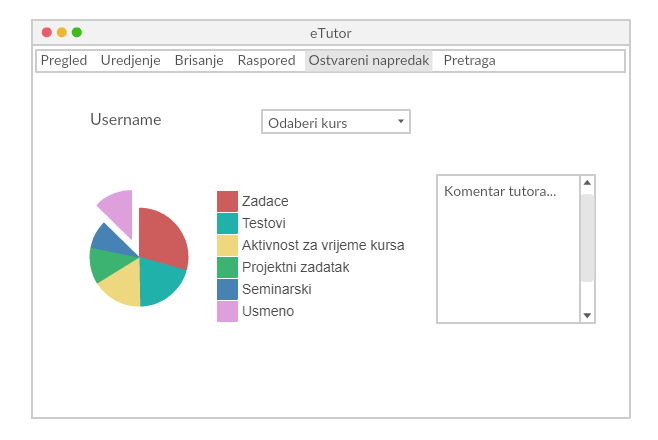 eTutor
Pregled Uredjenje Brisanje Raspored Ostvareni napredak Pretraga
Username
Odaberi kurs
Komentar tutora...
Zadace
Testovi
Aktivnost za vrijeme kursa
Projektni zadatak
Seminarski
Usmeno